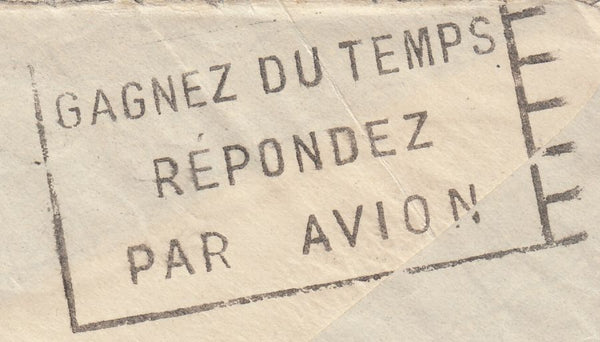 GAGNEZ DU TEMPS
RÉPONDEZ
PAR AVION